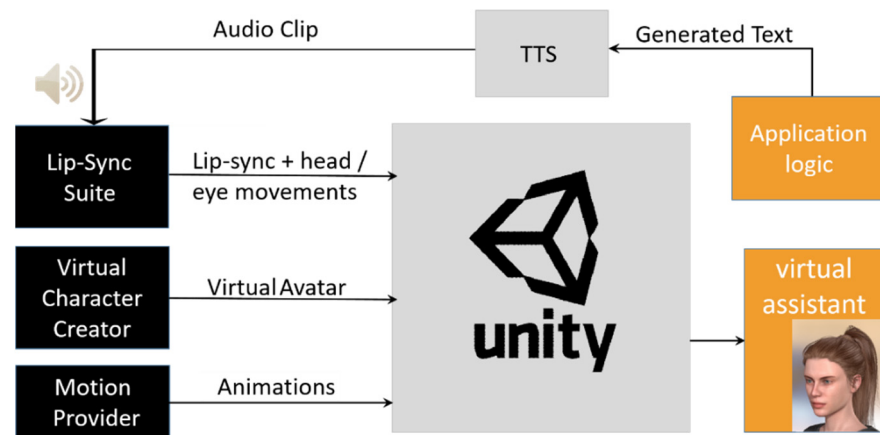 Audio Clip
TTS
Generated Text
Application
logic
Lip-Sync
Suite
Lip-sync + head /
eye movements
Virtual
Character
Creator
Virtual Avatar
Motion
Provider
Animations
unity
virtual
assistant